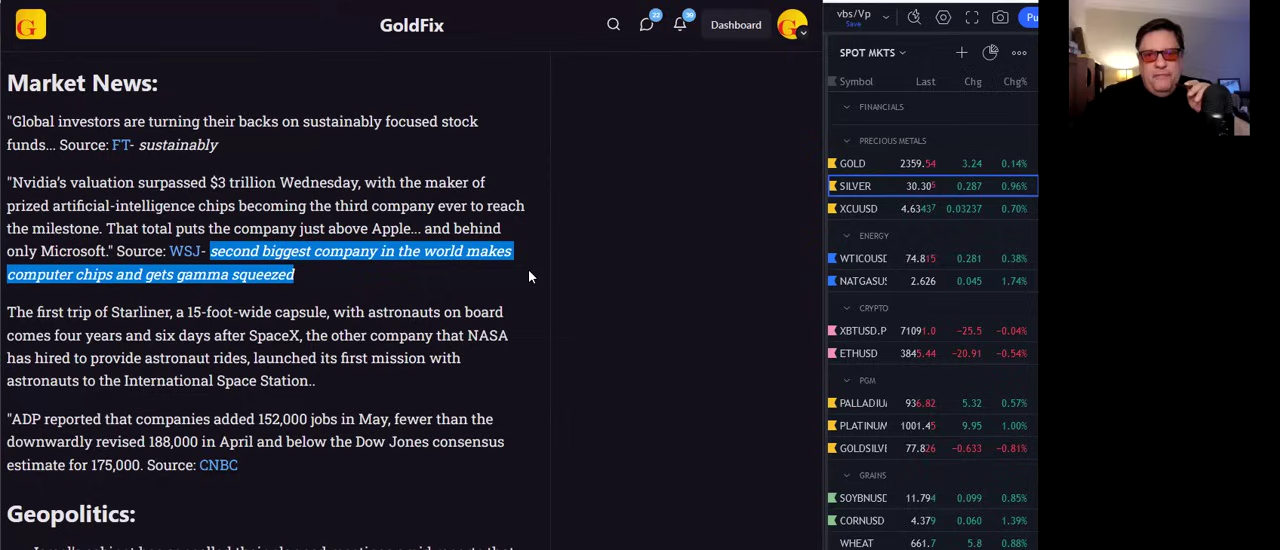 G
GoldFix
22
39
Dashboard
Market News:
"Global investors are turning their backs on sustainably focused stock
funds... Source: FT- sustainably
"Nvidia's valuation surpassed $3 trillion Wednesday, with the maker of
prized artificial-intelligence chips becoming the third company ever to reach
the milestone. That total puts the company just above Apple... and behind
only Microsoft." Source: WSJ- second biggest company in the world makes
computer chips and gets gamma squeezed
The first trip of Starliner, a 15-foot-wide capsule, with astronauts on board
comes four years and six days after SpaceX, the other company that NASA
has hired to provide astronaut rides, launched its first mission with
astronauts to the International Space Station..
"ADP reported that companies added 152,000 jobs in May, fewer than the
downwardly revised 188,000 in April and below the Dow Jones consensus
estimate for 175,000. Source: CNBC
Geopolitics:
vbs/Vp
Save
Pu
SPOT MKTS
Symbol Last Chg Chg%
FINANCIALS
PRECIOUS METALS
GOLD 2359.54 3.24 0.14%
SILVER 30.305 0.287 0.96%
XCUUSD 4.63437 0.03237 0.70%
ENERGY
WTICOUSD 74.815 0.281 0.38%
NATGASUS 2.626 0.045 1.74%
CRYPTO
XBTUSD.P 71091.0 −25.5 −0.04%
ETHUSD 3845.44 −20.91 −0.54%
PGM
PALLADIU 936.82 5.32 0.57%
PLATINUM 1001.45 9.95 1.00%
GOLDSILVE 77.826 −0.633 −0.81%
GRAINS
SOYBNUSD 11.794 0.099 0.85%
CORNUSD 4.379 0.060 1.39%
WHEAT 661.7 5.8 0.88%